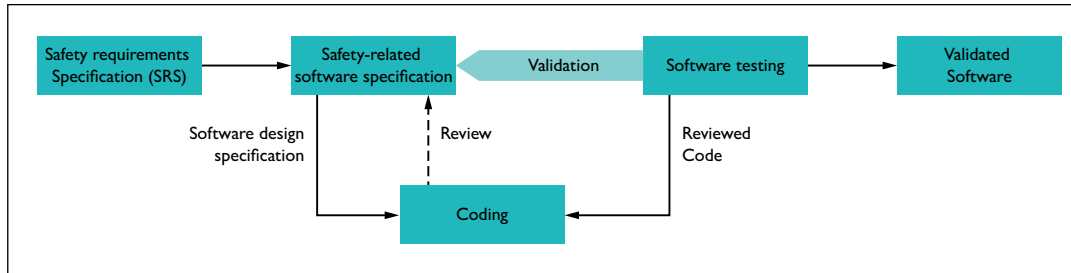 Safety requirements
Specification (SRS)
Safety-related
software specification
Validation
Software testing
Validated
Software
Software design
specification
Review
Reviewed
Code
Coding